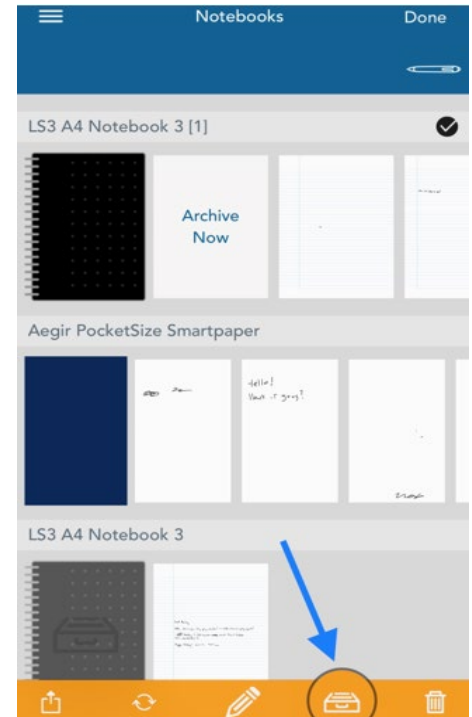 Notebooks
Done
LS3 A4 Notebook 3 [1]
Archive
Now
Aegir PocketSize Smartpaper
Hello!
LS3 A4 Notebook 3